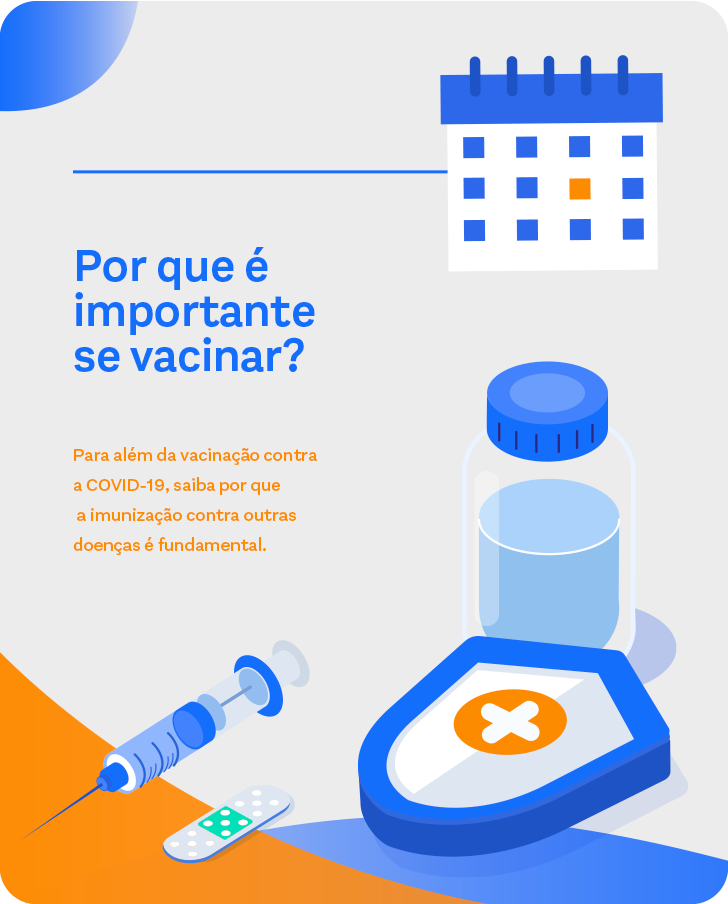 Por que é
importante
se vacinar?
Para além da vacinação contra
a COVID-19, saiba por que
a imunização contra outras
doenças é fundamental.